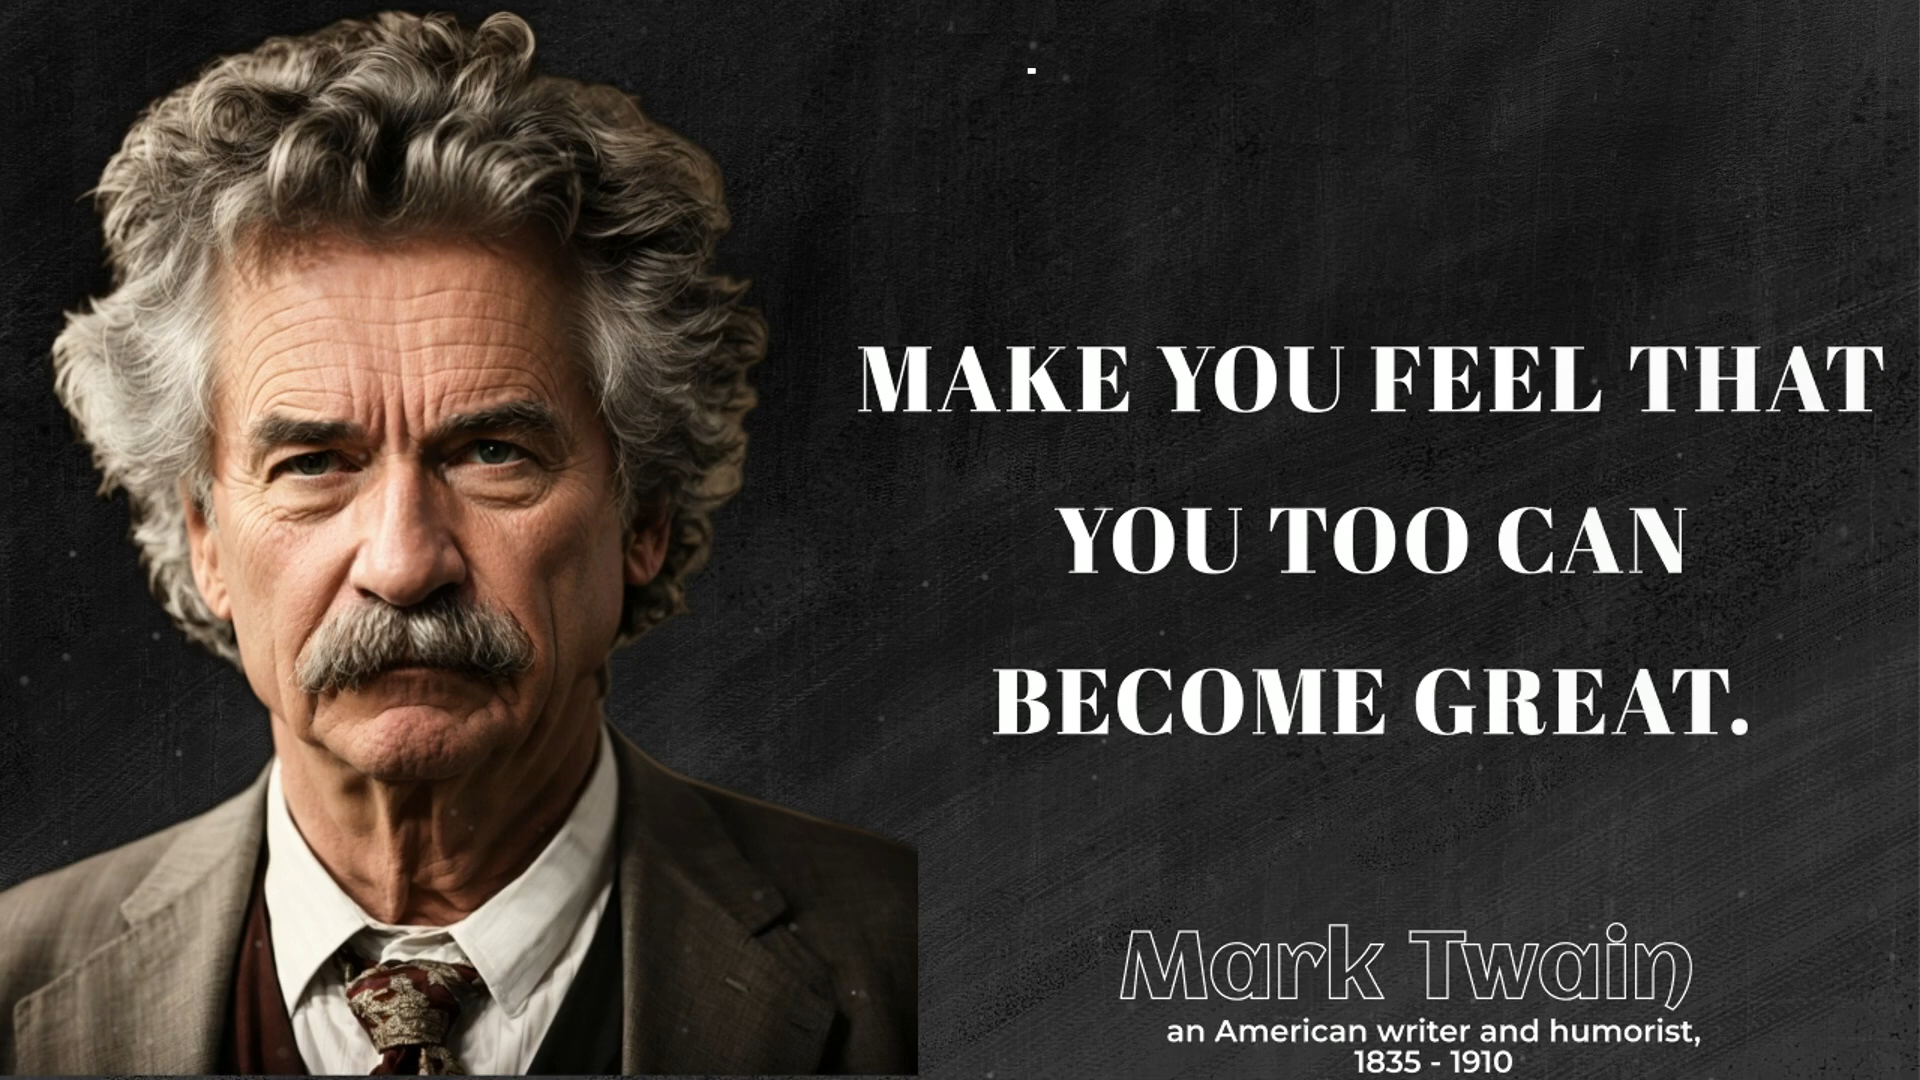 MAKE YOU FEEL THAT
YOU TOO CAN
BECOME GREAT.
Mark Twain
an American writer and humorist,
1835 - 1910